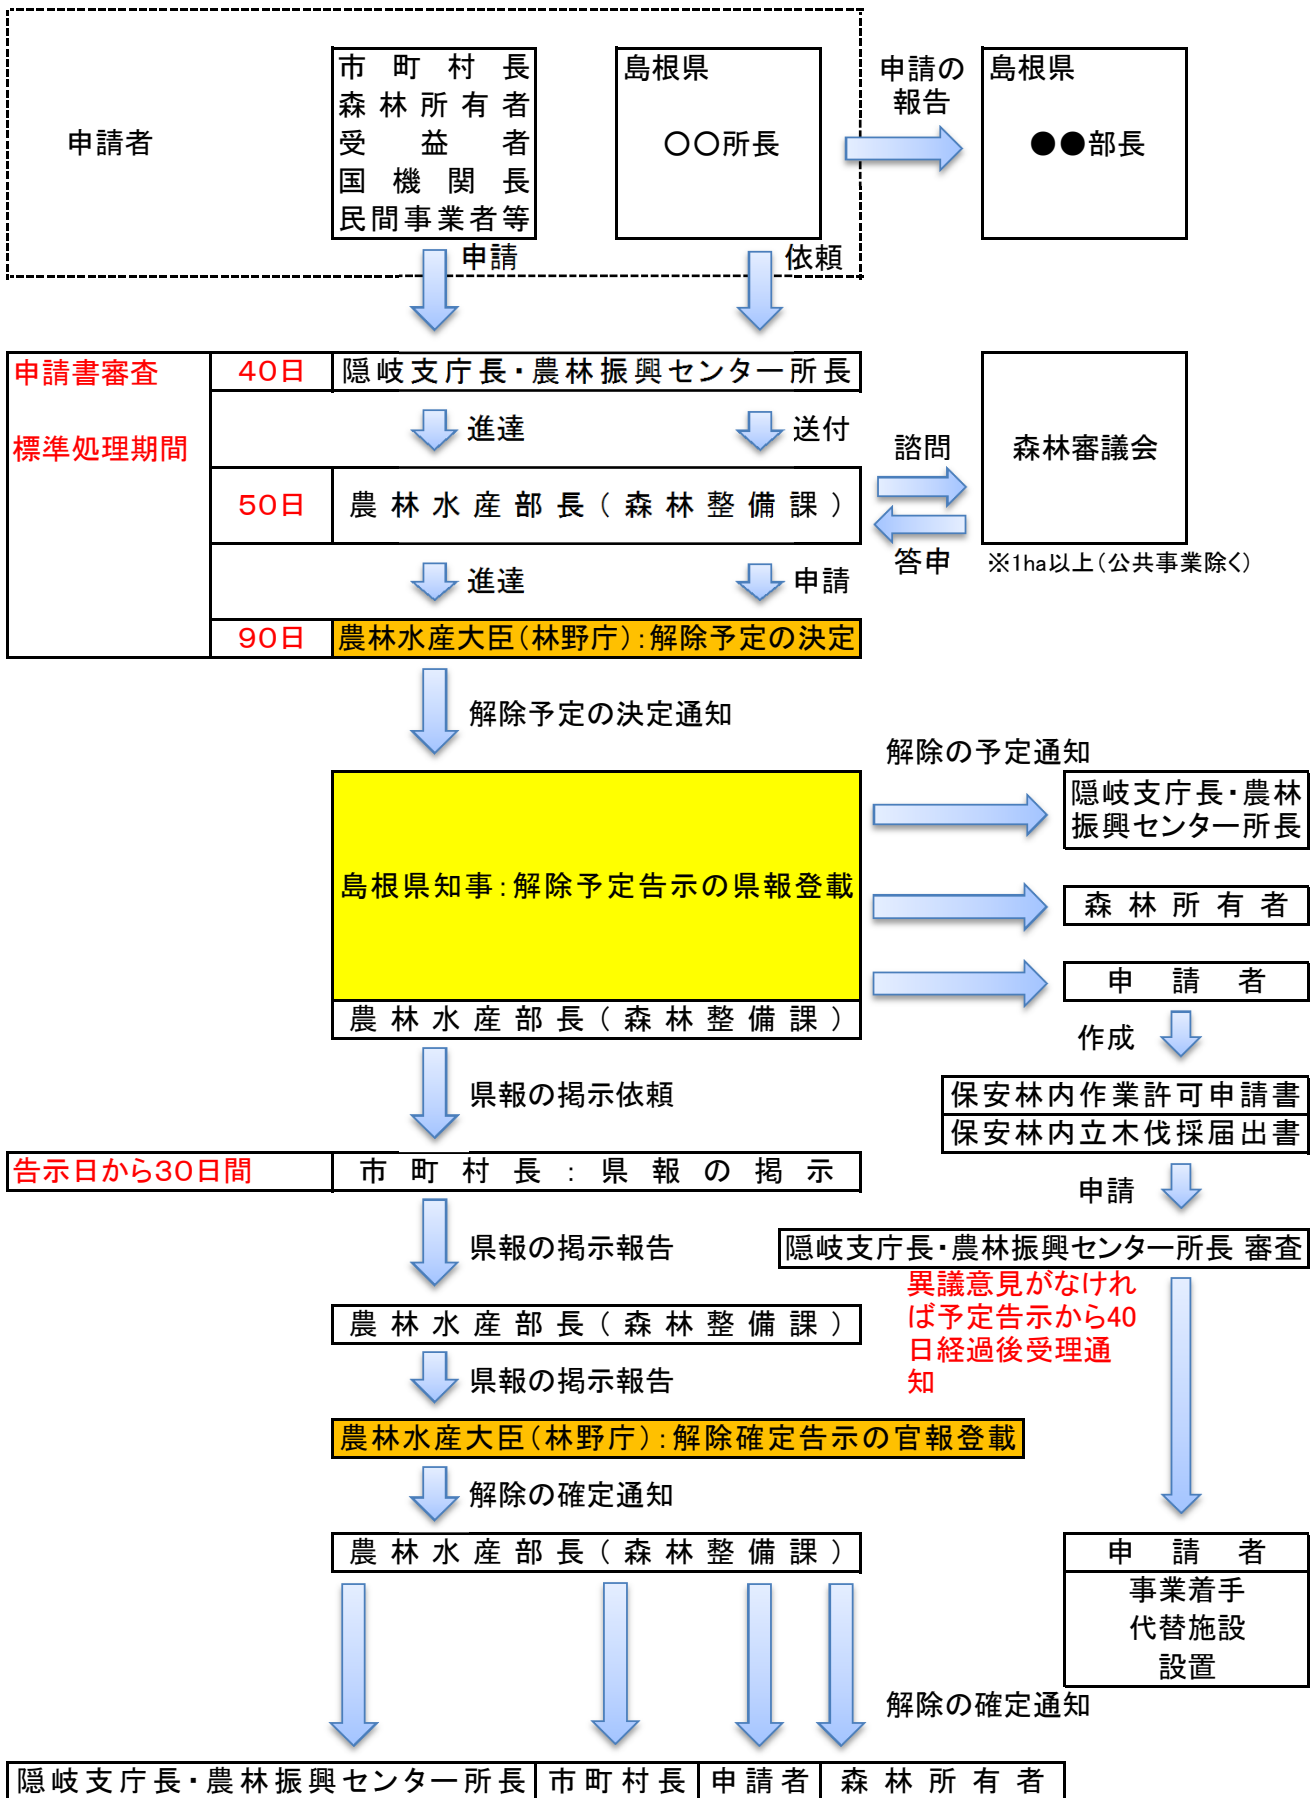 申請者
市町村長
森林所有者
受益者
国機関長
民間事業者等
島根県
〇〇所長
申請の
報告
島根県
●●部長
申請
依頼
申請書審査
標準処理期間
40日
隠岐支庁長・農林振興センター所長
進達
送付
50日
農林水産部長(森林整備課)
諮問
答申
森林審議会
※1ha以上(公共事業除く)
進達
申請
90日
農林水産大臣(林野庁):解除予定の決定
解除予定の決定通知
解除の予定通知
島根県知事:解除予定告示の県報登載
農林水産部長(森林整備課)
隠岐支庁長・農林
振興センター所長
森林所有者
申請者
作成
保安林内作業許可申請書
保安林内立木伐採届出書
申請
県報の掲示依頼
告示日から30日間
市町村長:県報の掲示
県報の掲示報告
隠岐支庁長・農林振興センター所長 審査
異議意見がなけれ
ば予定告示から40
日経過後受理通
知
農林水産部長(森林整備課)
県報の掲示報告
農林水産大臣(林野庁):解除確定告示の官報登載
解除の確定通知
農林水産部長(森林整備課)
申請者
事業着手
代替施設
設置
解除の確定通知
隠岐支庁長・農林振興センター所長
市町村長
申請者
森林所有者